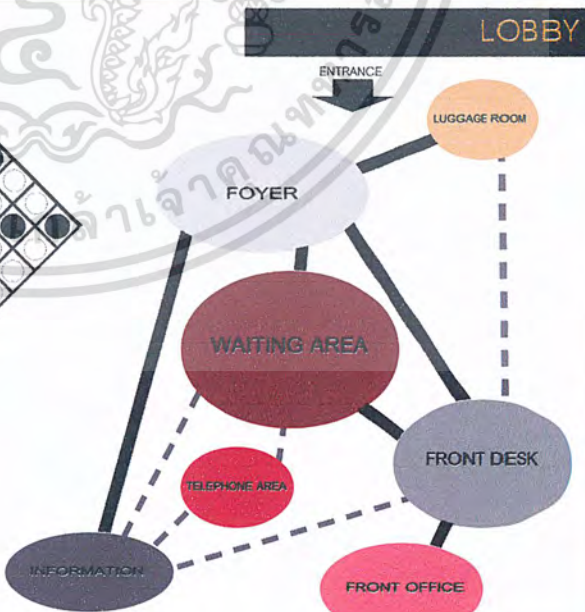 LOBBY
ENTRANCE
LUGGAGE ROOM
FOYER
WAITING AREA
FRONT DESK
TELEPHONE AREA
INFORMATION
FRONT OFFICE